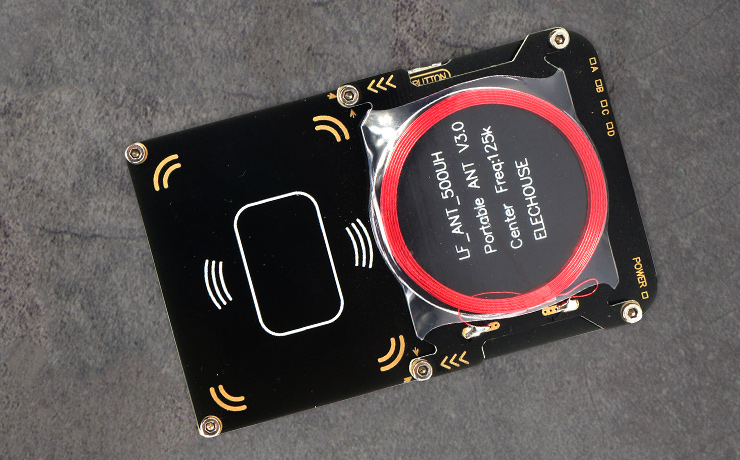 BUTTON
A
B
C
D
LF_ANT_500UH
Portable ANT V3.0
Center Freq:125k
ELECHOUSE
POWER